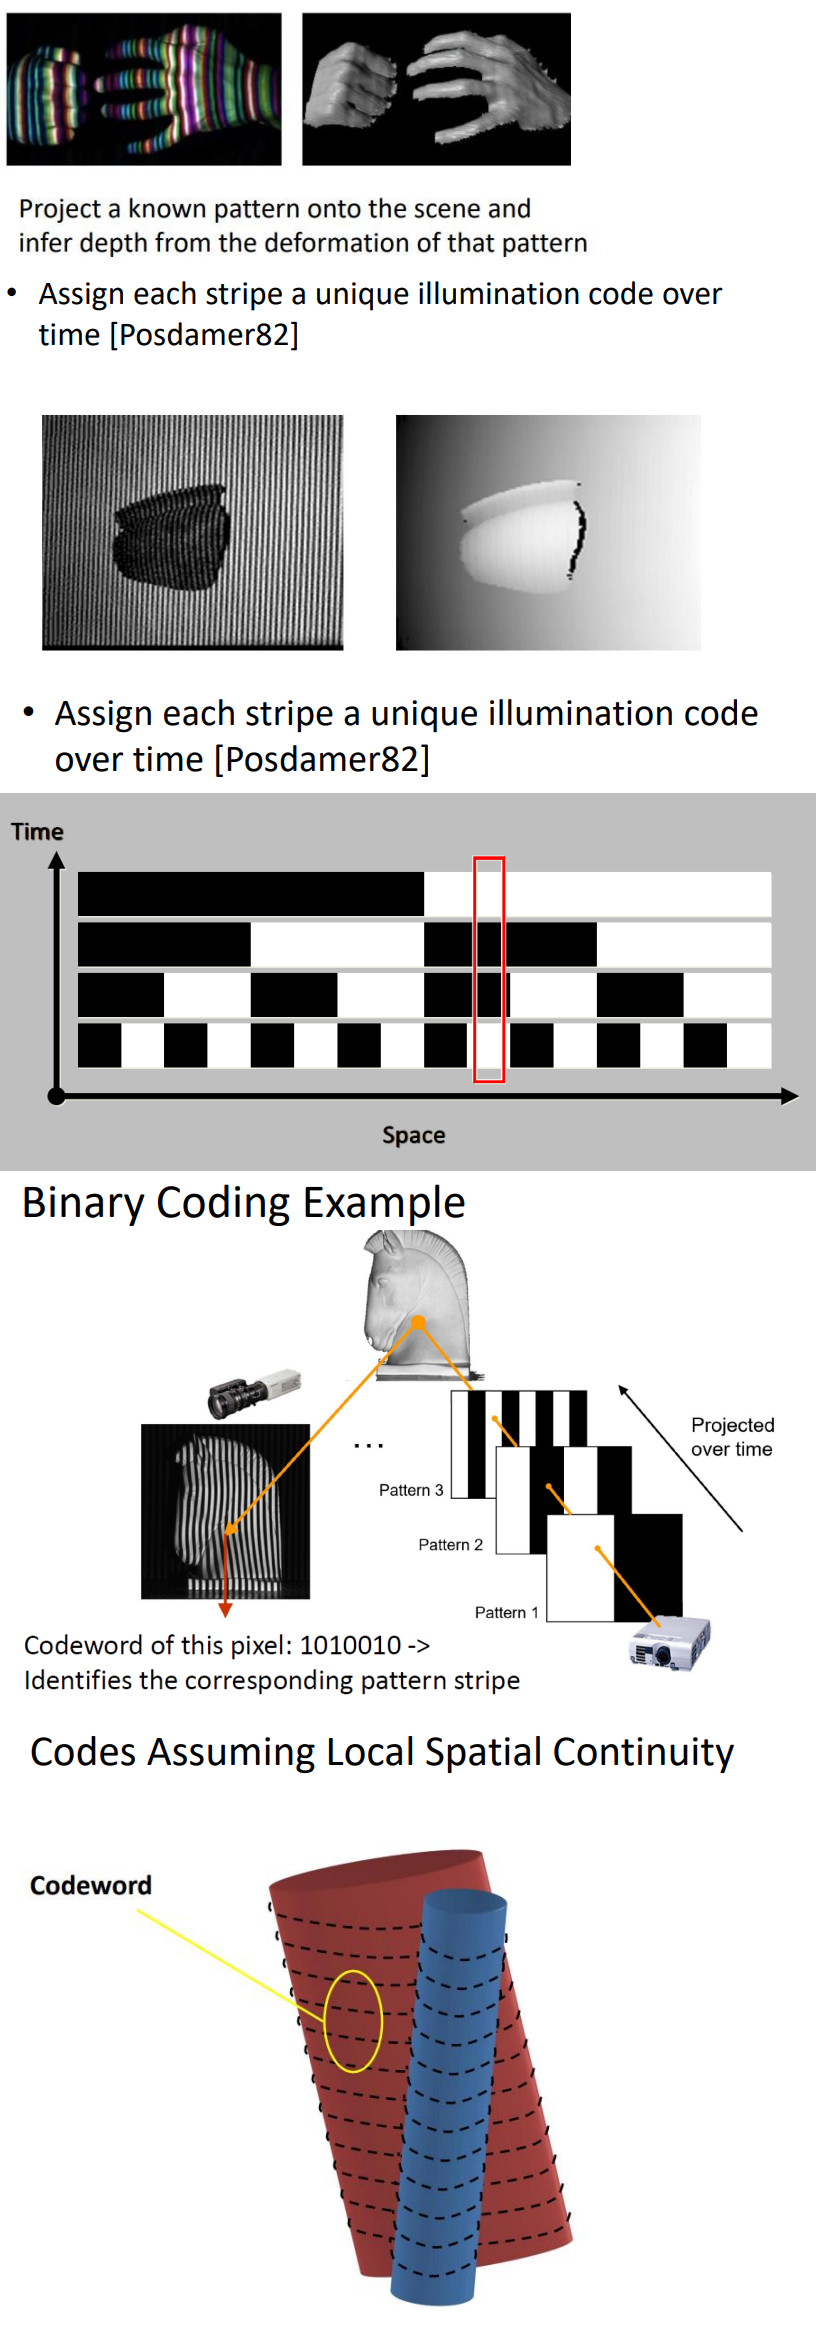 Project a known pattern onto the scene and
infer depth from the deformation of that pattern
• Assign each stripe a unique illumination code over
time [Posdamer82]
• Assign each stripe a unique illumination code
over time [Posdamer82]
Time
Space
Binary Coding Example
...
Projected
over time
Pattern 3
Pattern 2
Pattern 1
Codeword of this pixel: 1010010 ->
Identifies the corresponding pattern stripe
Codes Assuming Local Spatial Continuity
Codeword